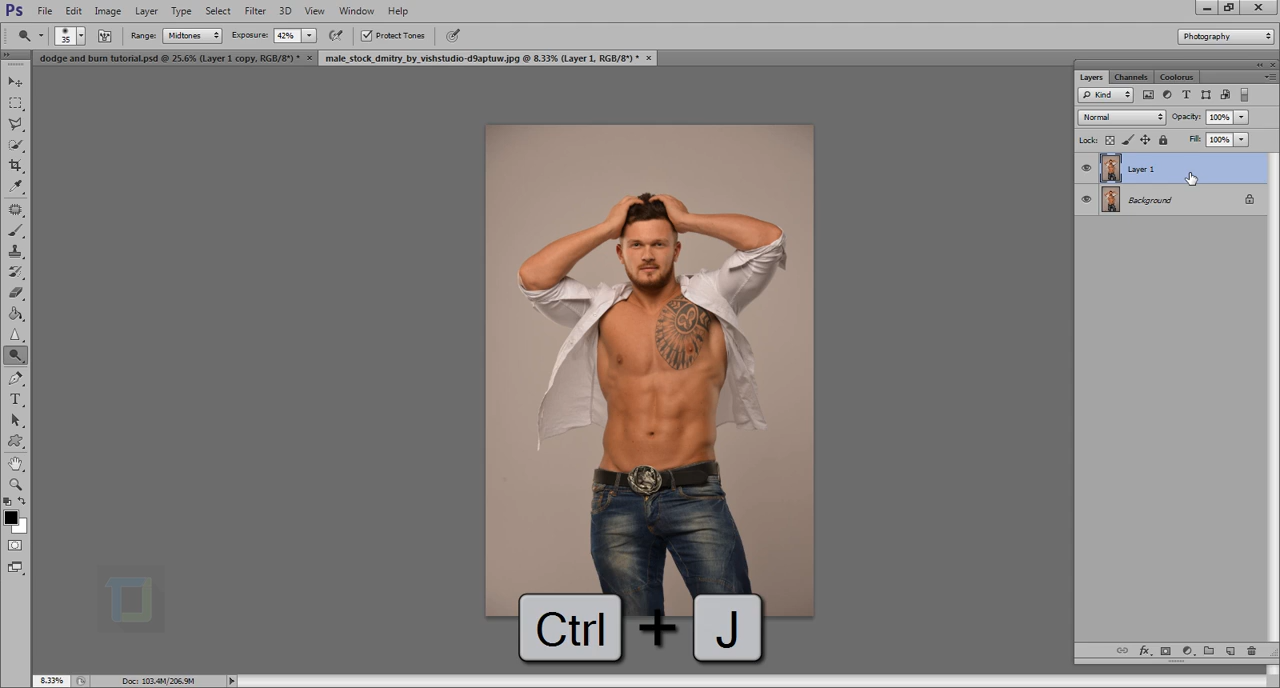 Ps File Edit Image Layer Type Select Filter 3D View Window Help
35 Range: Midtones Exposure: 42% Protect Tones Photography
dodge and burn tutorial.psd @ 25.6% (Layer 1 copy, RGB/8*) * × male_stock_dmitry_by_vishstudio-d9aptuw.jpg @ 8.33% (Layer 1, RGB/8*) * ×
Layers Channels Coolorus
Kind
Normal Opacity: 100%
Lock: Fill: 100%
Layer 1
Background
fx
Ctrl + J
8.33% Doc: 103.4M/206.9M